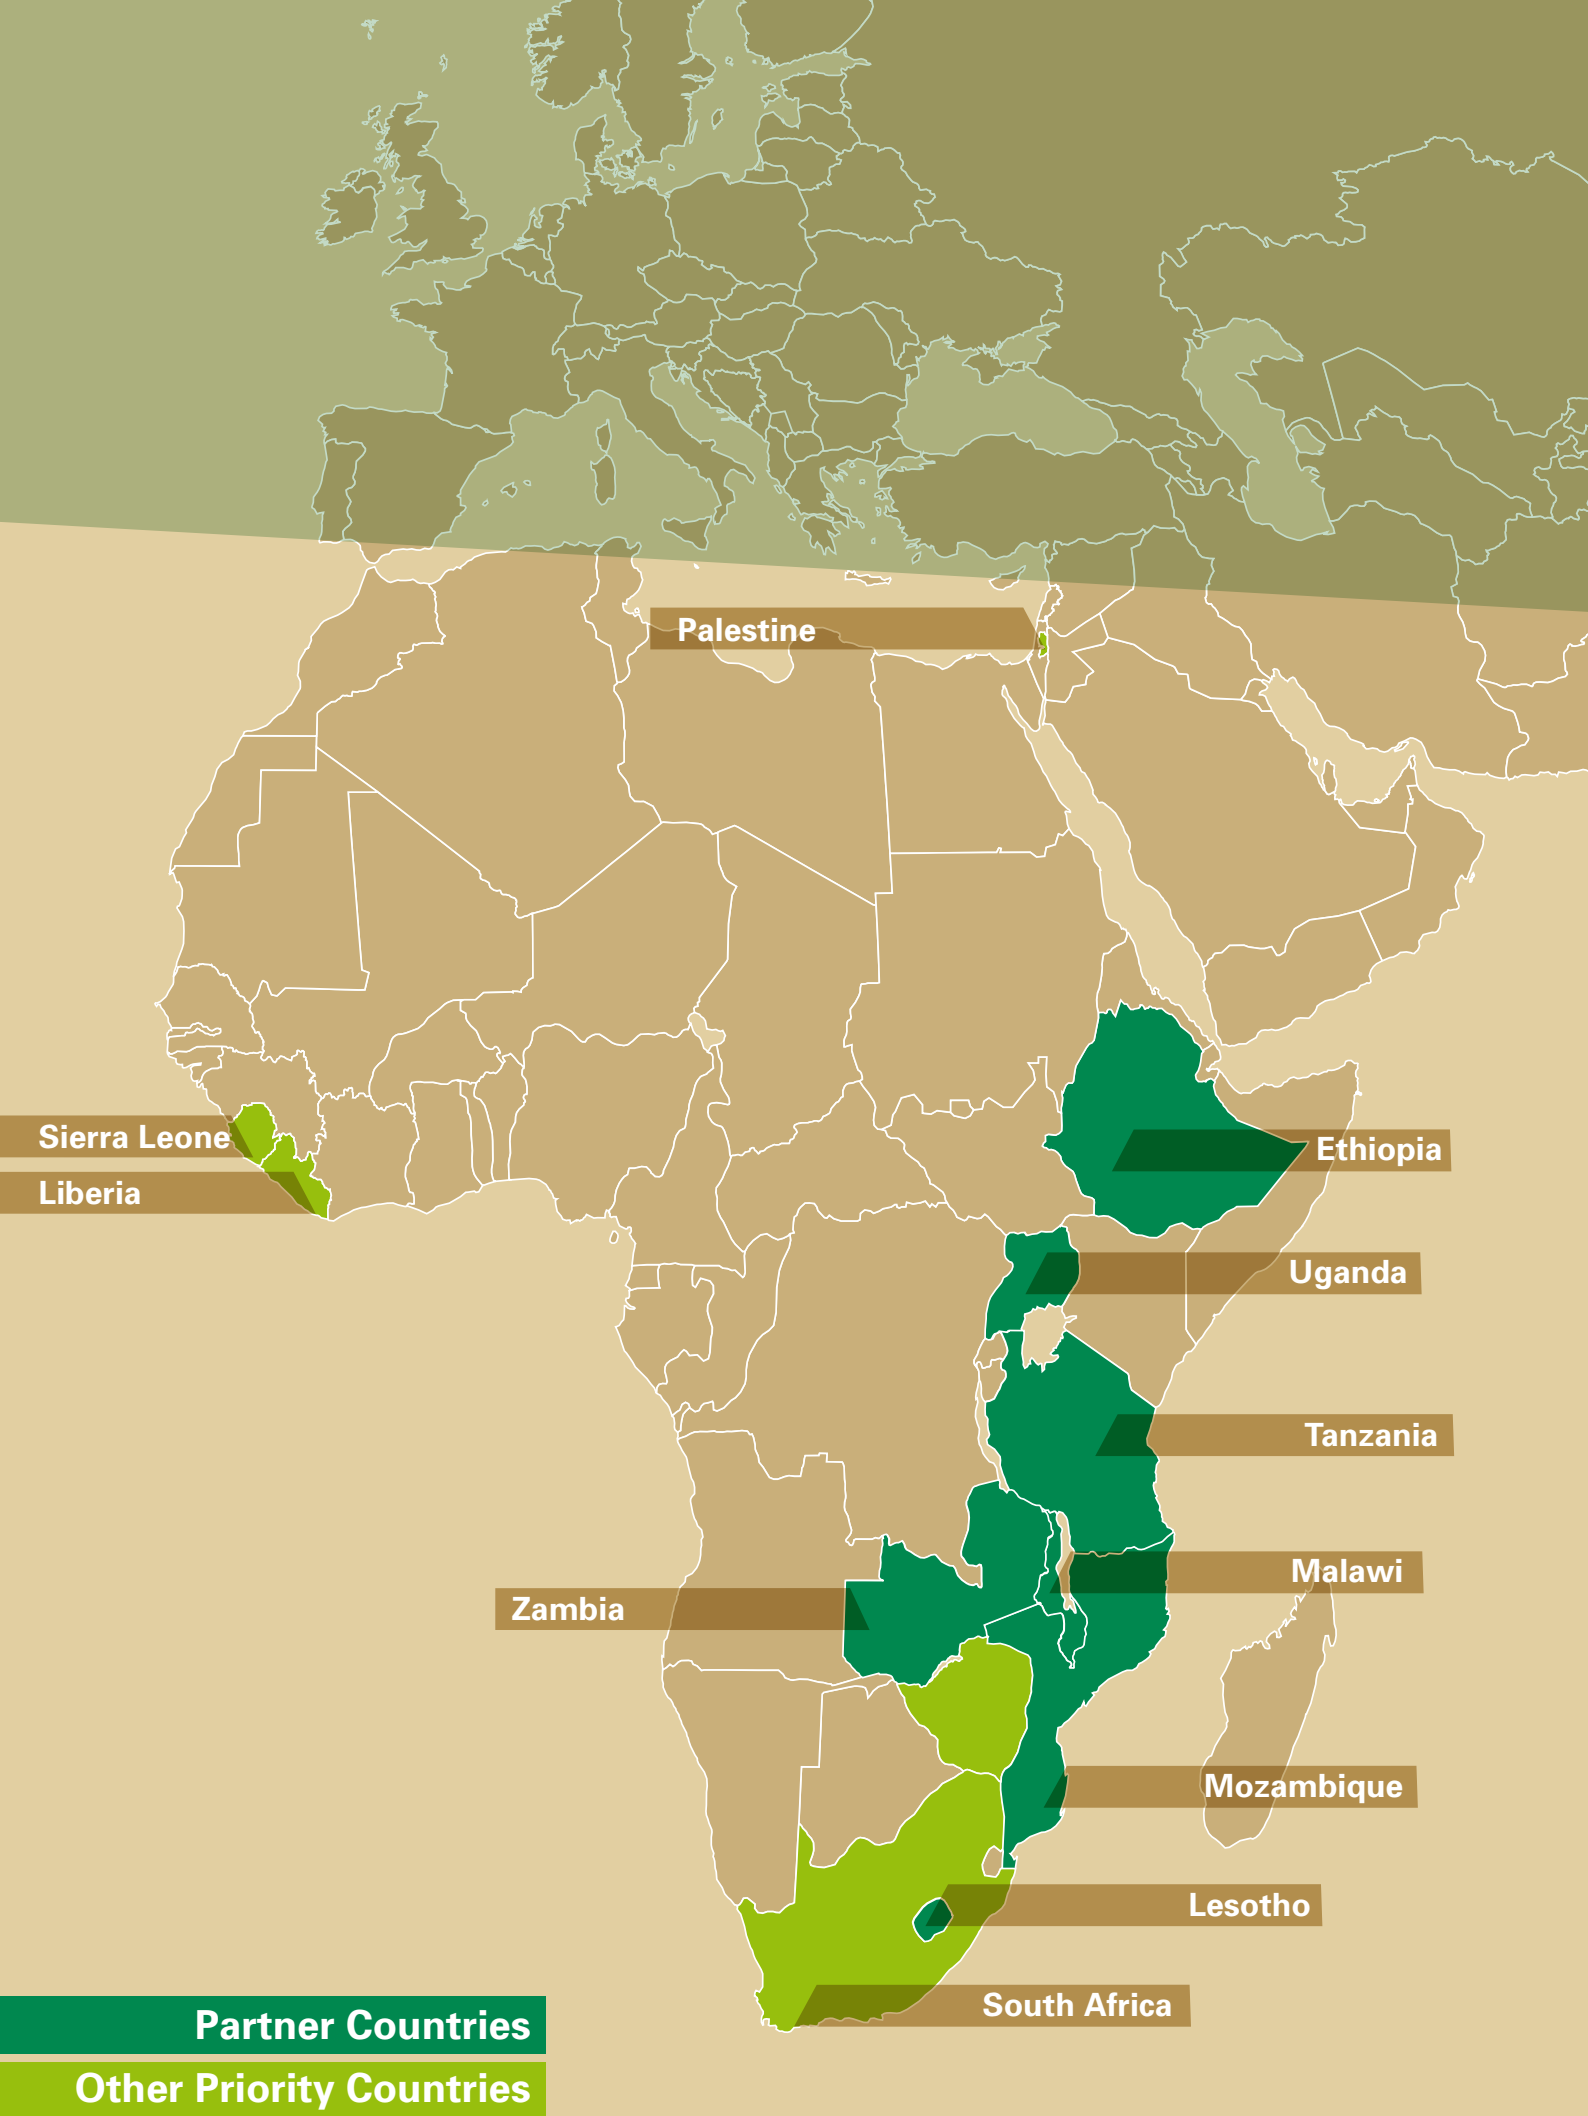 Palestine
Sierra Leone
Ethiopia
Liberia
Uganda
Tanzania
Malawi
Zambia
Mozambique
Lesotho
South Africa
Partner Countries
Other Priority Countries